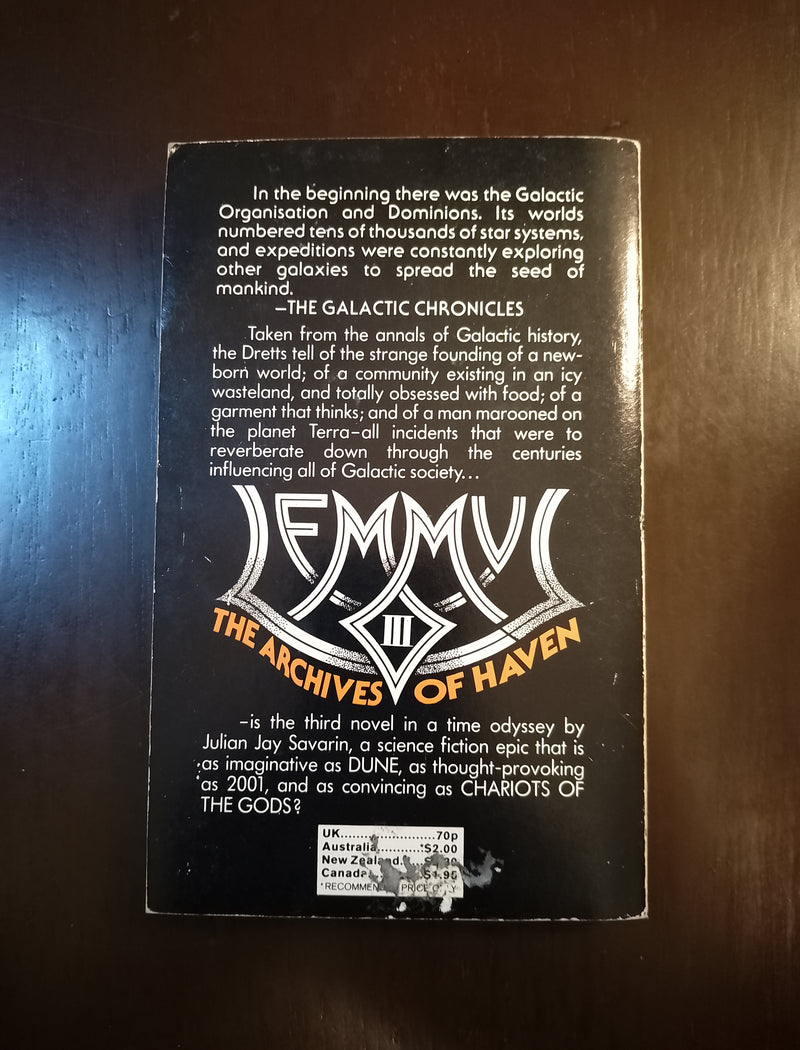 In the beginning there was the Galactic
Organisation and Dominions. Its worlds
numbered tens of thousands of star systems,
and expeditions were constantly exploring
other galaxies to spread the seed of
mankind.
–THE GALACTIC CHRONICLES
Taken from the annals of Galactic history,
the Dretts tell of the strange founding of a new-
born world; of a community existing in an icy
wasteland, and totally obsessed with food; of a
garment that thinks; and of a man marooned on
the planet Terra–all incidents that were to
reverberate down through the centuries
influencing all of Galactic society...
LEMMUS
III
THE ARCHIVES OF HAVEN
–is the third novel in a time odyssey by
Julian Jay Savarin, a science fiction epic that is
as imaginative as DUNE, as thought-provoking
as 2001, and as convincing as CHARIOTS OF
THE GODS?
UK.......................70p
Australia..........*$2.00
New Zealand.
Canada $1.95
*RECOMMEN PRICE ONLY